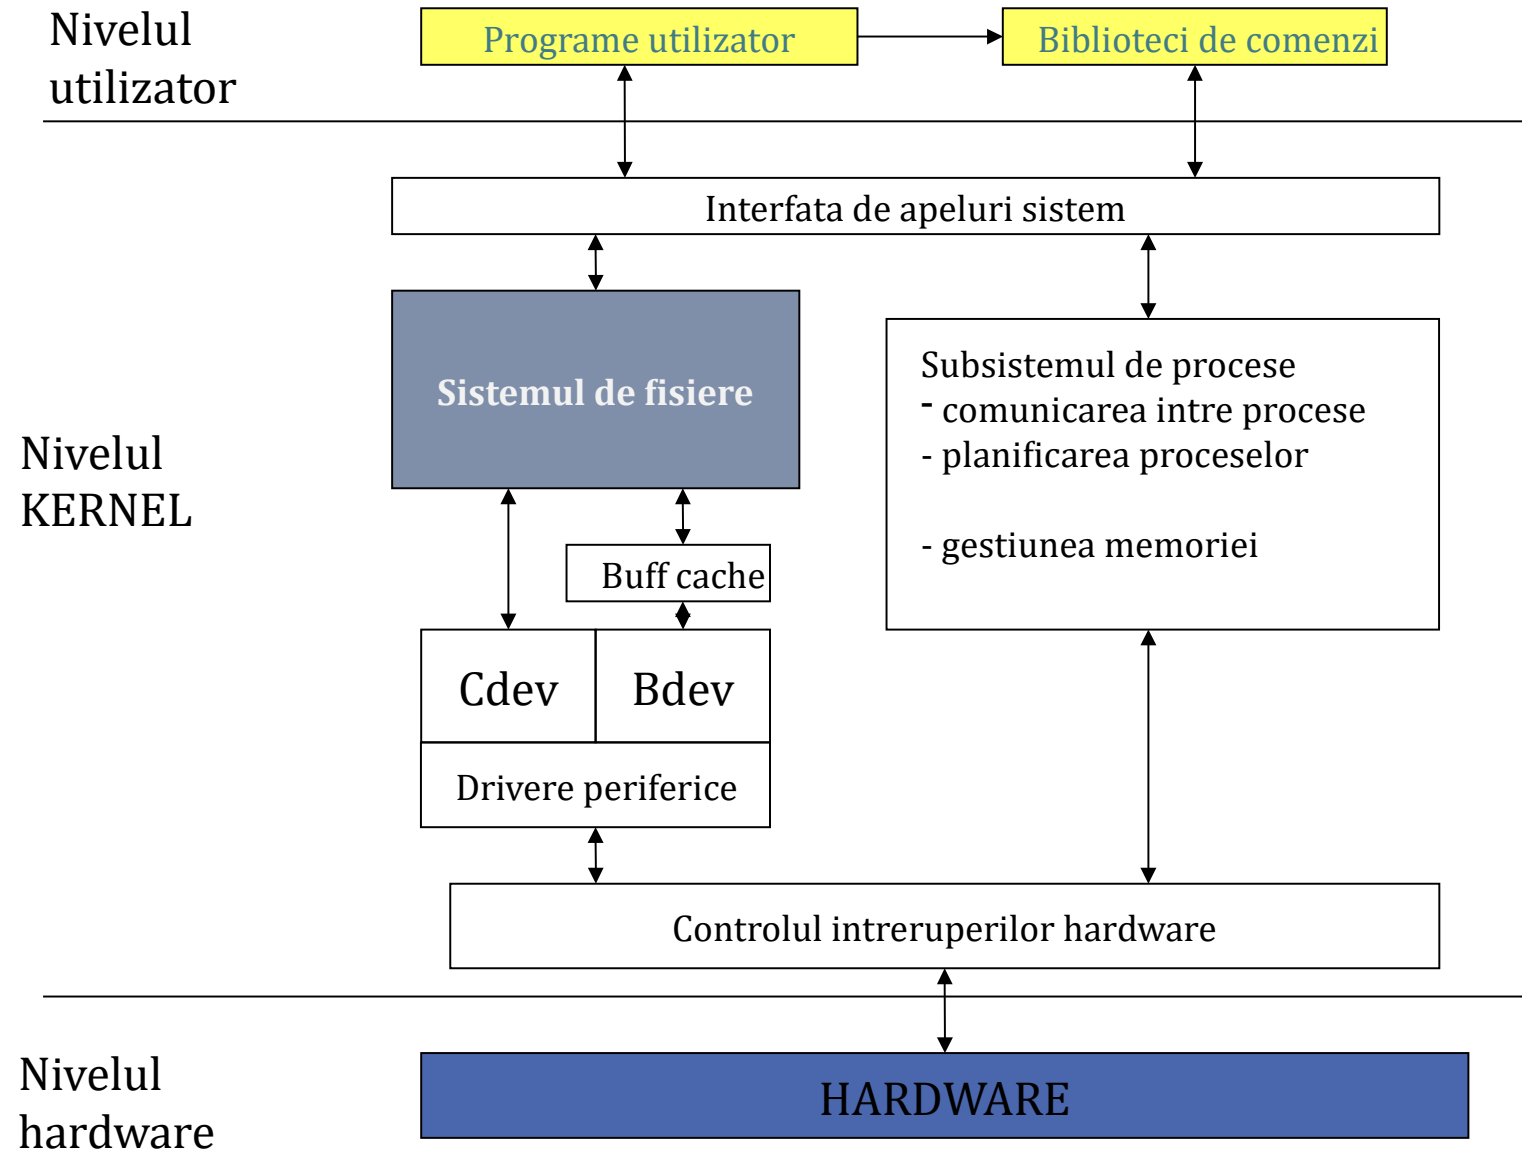 Nivelul
utilizator
Programe utilizator
Biblioteci de comenzi
Interfata de apeluri sistem
Sistemul de fisiere
Subsistemul de procese
- comunicarea intre procese
- planificarea proceselor
- gestiunea memoriei
Nivelul
KERNEL
Buff cache
Cdev
Bdev
Drivere periferice
Controlul intreruperilor hardware
Nivelul
hardware
HARDWARE